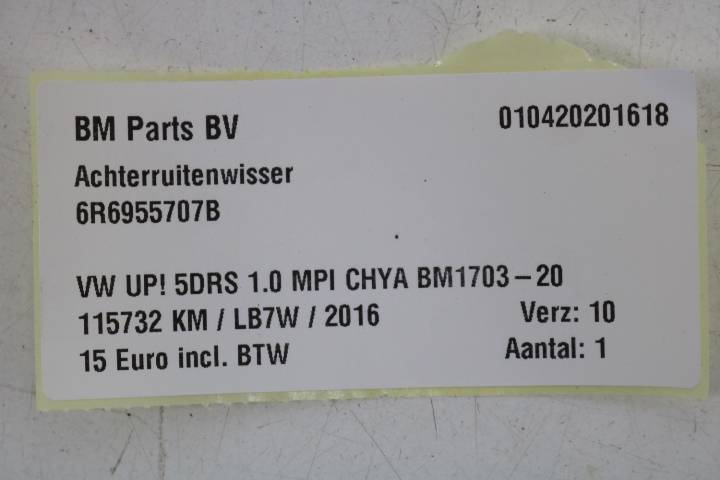 BM Parts BV 010420201618
Achterruitenwisser
6R6955707B
VW UP! 5DRS 1.0 MPI CHYA BM1703-20
115732 KM / LB7W / 2016 Verz: 10
15 Euro incl. BTW Aantal: 1